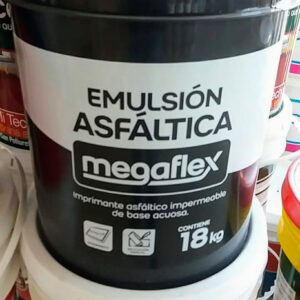 EMULSIÓN
ASFÁLTICA
megaflex
imprimante asfáltico impermeable
de base acuosa.
CONTIENE
18kg